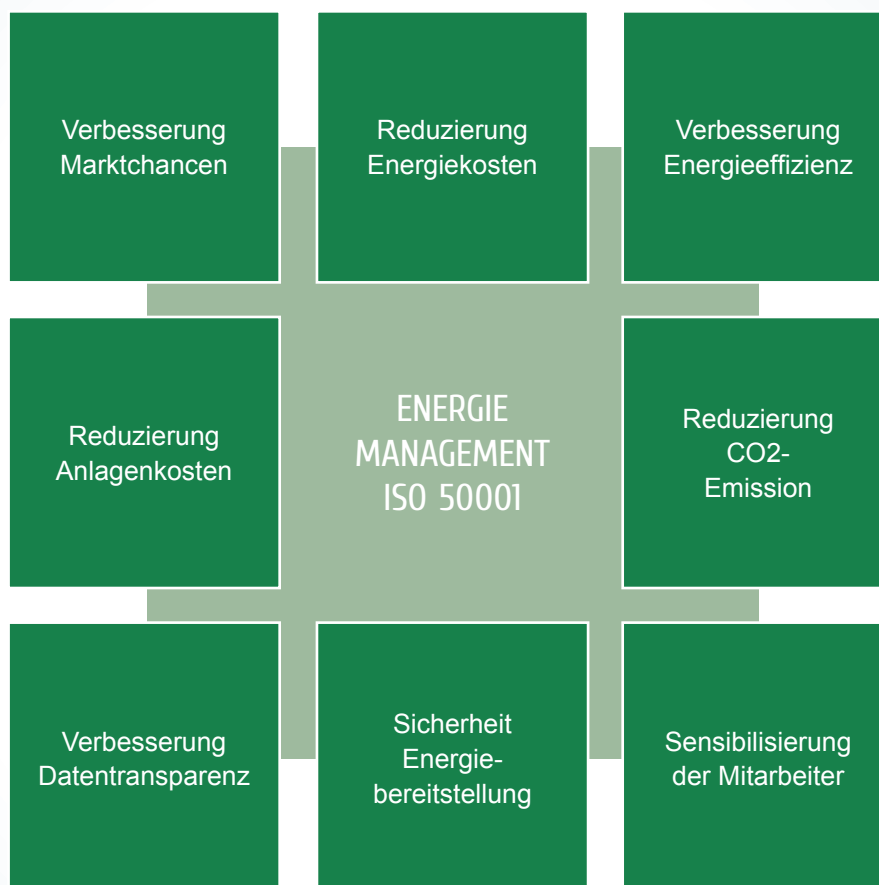 Verbesserung
Marktchancen
Reduzierung
Energiekosten
Verbesserung
Energieeffizienz
Reduzierung
Anlagenkosten
ENERGIE
MANAGEMENT
ISO 50001
Reduzierung
CO2-
Emission
Verbesserung
Datentransparenz
Sicherheit
Energie-
bereitstellung
Sensibilisierung
der Mitarbeiter